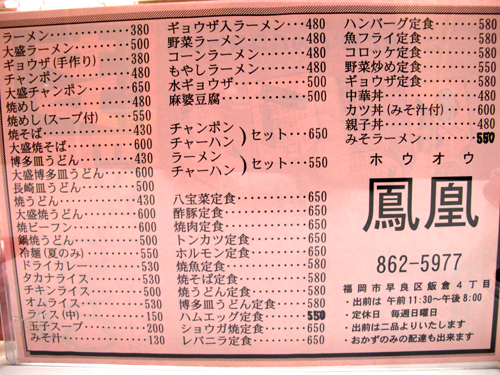 ラーメン 380
大盛ラーメン 500
ギョウザ(手作り) 380
チャンポン 480
大盛チャンポン
焼めし
焼めし(スープ付)
焼そば
大盛焼そば
博多皿うどん
大盛博多皿うどん
長崎皿うどん
焼うどん
大盛焼うどん
焼ビーフン
鍋焼うどん 500
冷麺(夏のみ) 550
ドライカレー 530
タカナライス 530
チキンライス 500
オムライス 530
ライス(中) 150
玉子スープ 200
みそ汁 130
ギョウザ入ラーメン 480
野菜ラーメン 480
コーンラーメン 480
もやしラーメン 480
水ギョウザ 500
麻婆豆腐 480
チャンポン
チャーハン)セット 650
ラーメン
チャーハン)セット 550
八宝菜定食 650
酢豚定食 650
焼肉定食 650
トンカツ定食 650
ホルモン定食 650
焼魚定食 580
焼そば定食 580
焼うどん定食 580
博多皿うどん定食 580
ハムエッグ定食 550
ショウガ焼定食 650
レバニラ定食 650
ハンバーグ定食 580
魚フライ定食 580
コロッケ定食 580
野菜炒め定食 580
ギョウザ定食 580
中華丼 480
カツ丼(みそ汁付) 580
親子丼 480
みそラーメン 550
ホウオウ
鳳凰
862-5977
福岡市早良区飯倉4丁目
・出前は 午前11:30〜午後8:00
・定休日 毎週日曜日
・出前は二品よりいたします
おかずのみの配達も出来ます